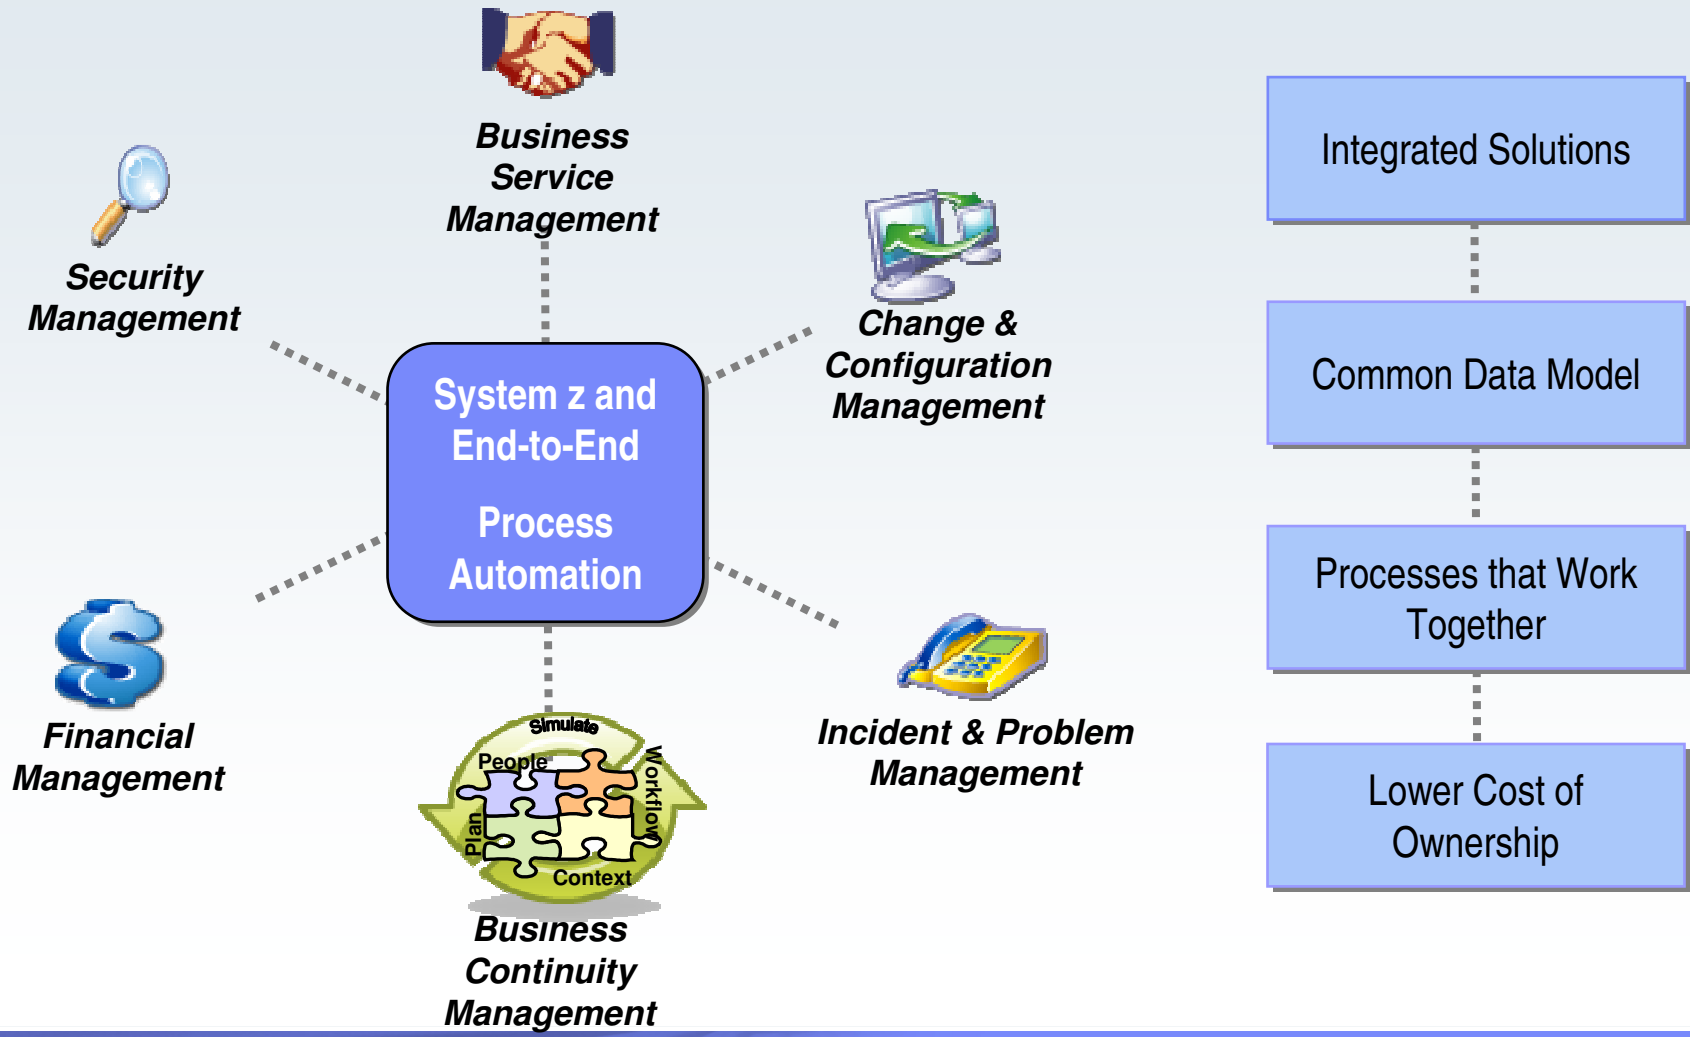 Business
Service
Management
Security
Management
Change &
Configuration
Management
System z and
End-to-End
Process
Automation
Financial
Management
Incident & Problem
Management
Simulate
People
Workflow
Plan
Context
Business
Continuity
Management
Integrated Solutions
Common Data Model
Processes that Work
Together
Lower Cost of
Ownership